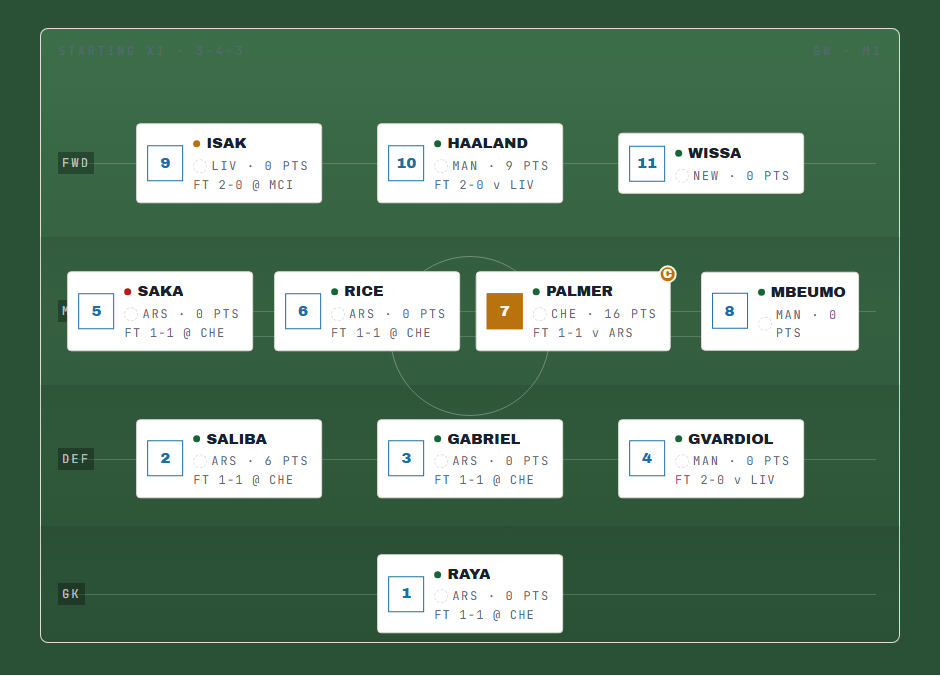 STARTING XI · 3-4-3
GW · M1
FWD
9
ISAK
LIV · 0 PTS
FT 2-0 @ MCI
10
HAALAND
MAN · 9 PTS
FT 2-0 v LIV
11
WISSA
NEW · 0 PTS
M
5
SAKA
ARS · 0 PTS
FT 1-1 @ CHE
6
RICE
ARS · 0 PTS
FT 1-1 @ CHE
7
PALMER
CHE · 16 PTS
FT 1-1 v ARS
C
8
MBEUMO
MAN · 0
PTS
DEF
2
SALIBA
ARS · 6 PTS
FT 1-1 @ CHE
3
GABRIEL
ARS · 0 PTS
FT 1-1 @ CHE
4
GVARDIOL
MAN · 0 PTS
FT 2-0 v LIV
GK
1
RAYA
ARS · 0 PTS
FT 1-1 @ CHE